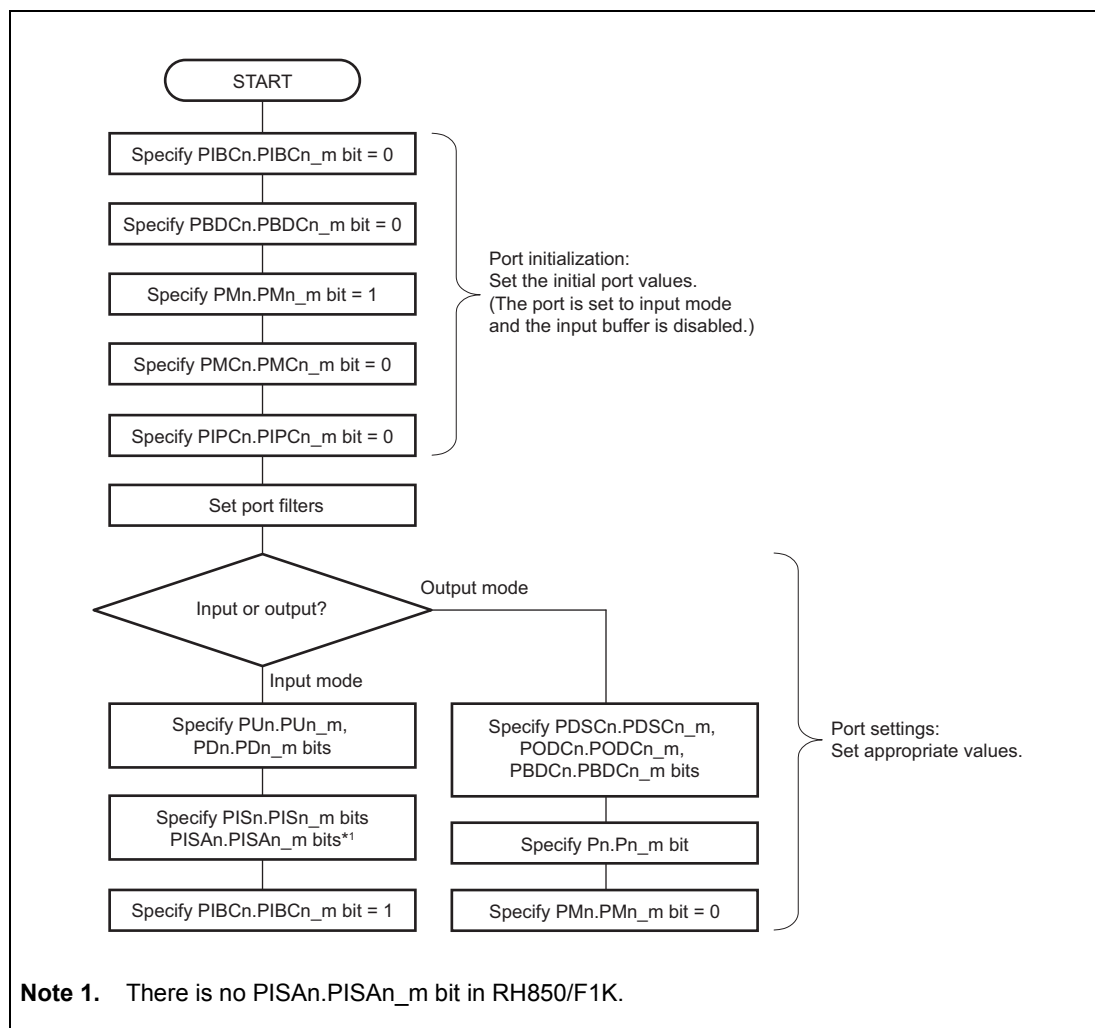 START
Specify PIBCn.PIBCn_m bit = 0
Specify PBDCn.PBDCn_m bit = 0
Specify PMn.PMn_m bit = 1
Specify PMCn.PMCn_m bit = 0
Specify PIPCn.PIPCn_m bit = 0
Port initialization:
Set the initial port values.
(The port is set to input mode
and the input buffer is disabled.)
Set port filters
Input or output?
Output mode
Input mode
Specify PUn.PUn_m,
PDn.PDn_m bits
Specify PISn.PISn_m bits
PISAn.PISAn_m bits*1
Specify PIBCn.PIBCn_m bit = 1
Specify PDSCn.PDSCn_m,
PODCn.PODCn_m,
PBDCn.PBDCn_m bits
Specify Pn.Pn_m bit
Specify PMn.PMn_m bit = 0
Port settings:
Set appropriate values.
Note 1. There is no PISAn.PISAn_m bit in RH850/F1K.